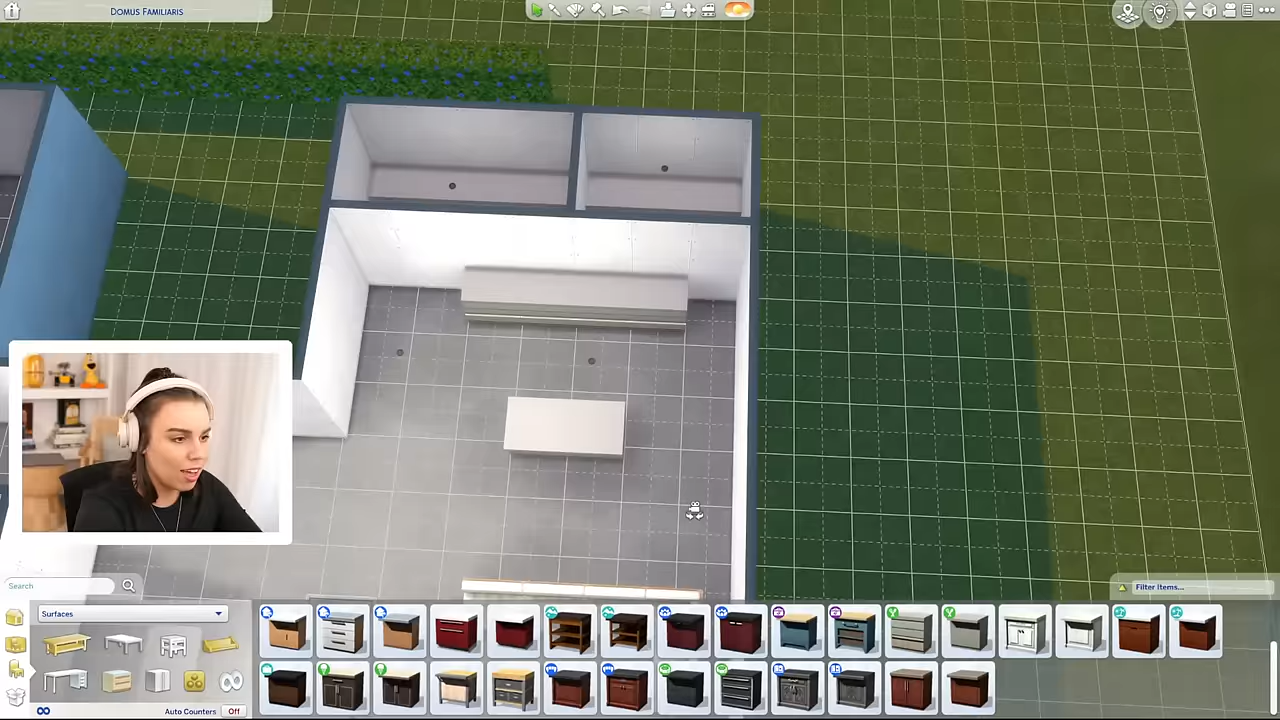 Domus Familiaris
Search
Filter Items...
Surfaces
Auto Counters Off